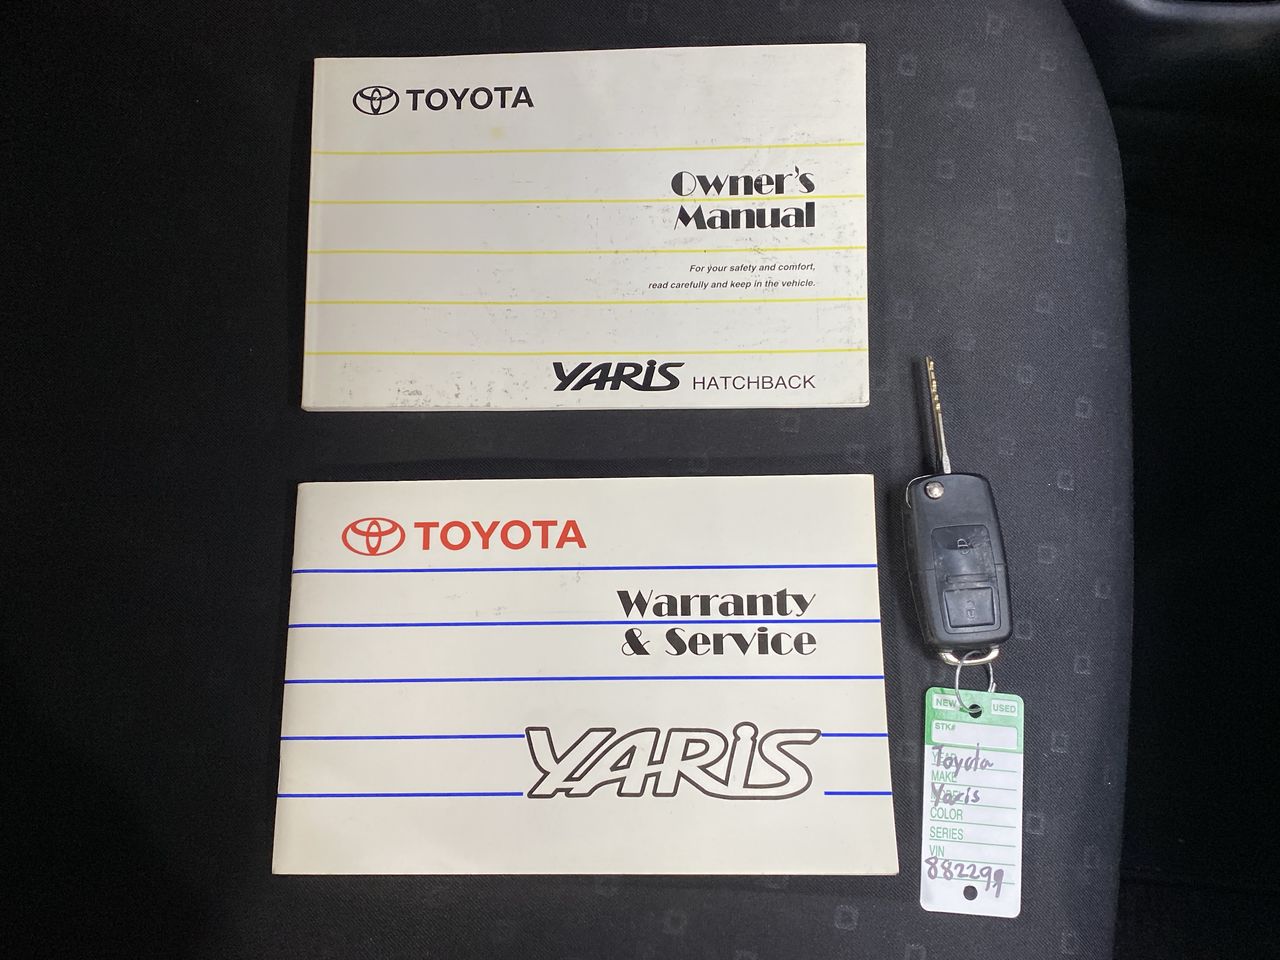 TOYOTA
Owner's
Manual
For your safety and comfort,
read carefully and keep in the vehicle.
YARIS HATCHBACK
TOYOTA
Warranty
& Service
YARIS
NEW USED
STK#
Toyota
MAKE
Yaris
COLOR
SERIES
VIN
882299